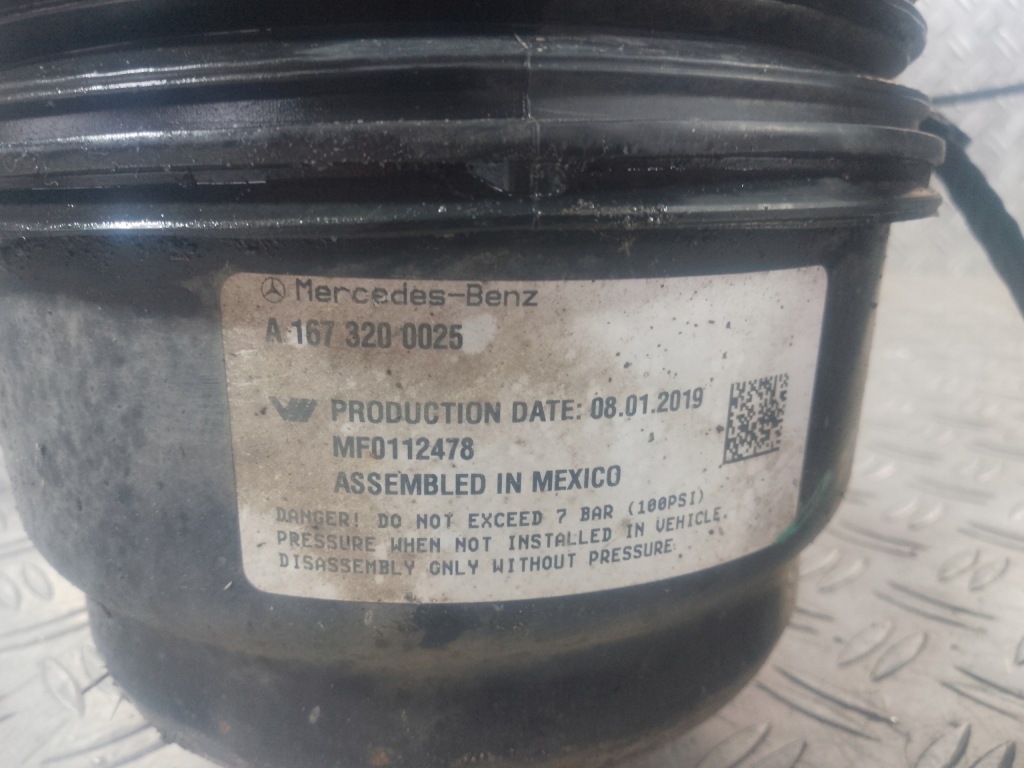 Mercedes-Benz
A 167 320 0025
PRODUCTION DATE: 08.01.2019
MF0112478
ASSEMBLED IN MEXICO
DANGER! DO NOT EXCEED 7 BAR (100PSI)
PRESSURE WHEN NOT INSTALLED IN VEHICLE.
DISASSEMBLY ONLY WITHOUT PRESSURE.